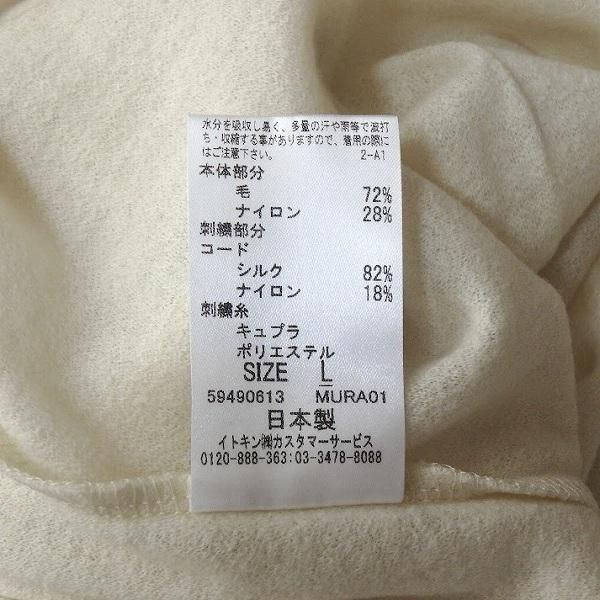 水分を吸収し易く、多量の汗や雨等で波打
ち・収縮する事がありますので、着用の際に
はご注意下さい。 2-A1
本体部分
毛 72%
ナイロン 28%
刺繍部分
コード
シルク 82%
ナイロン 18%
刺繍糸
キュプラ
ポリエステル
SIZE L
59490613 MURA01
日本製
イトキン㈱カスタマーサービス
0120-888-363:03-3478-8088